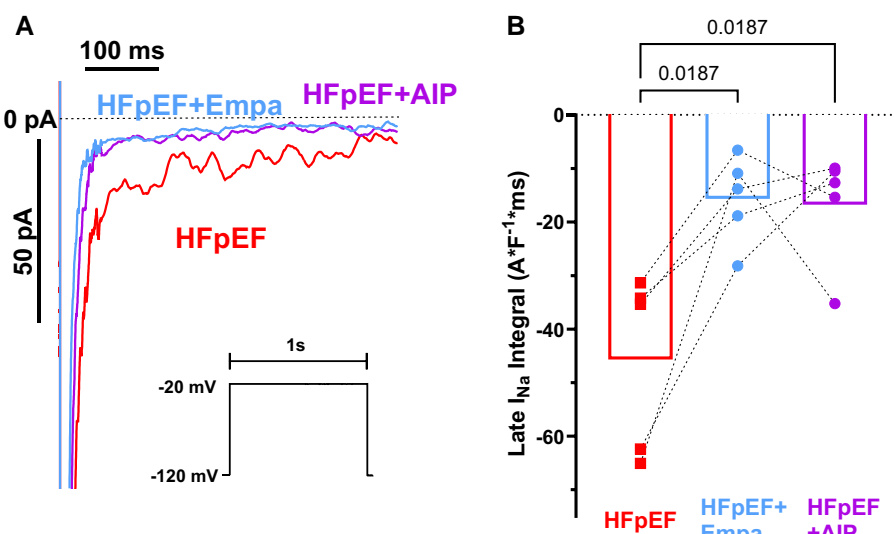 A
100 ms
HFpEF+Empa
HFpEF+AIP
0 pA
50 pA
HFpEF
1s
-20 mV
-120 mV
B
0.0187
0.0187
Late I_Na Integral (A*F^-1*ms)
0
-20
-40
-60
HFpEF
HFpEF+
Empa
HFpEF
+AIP